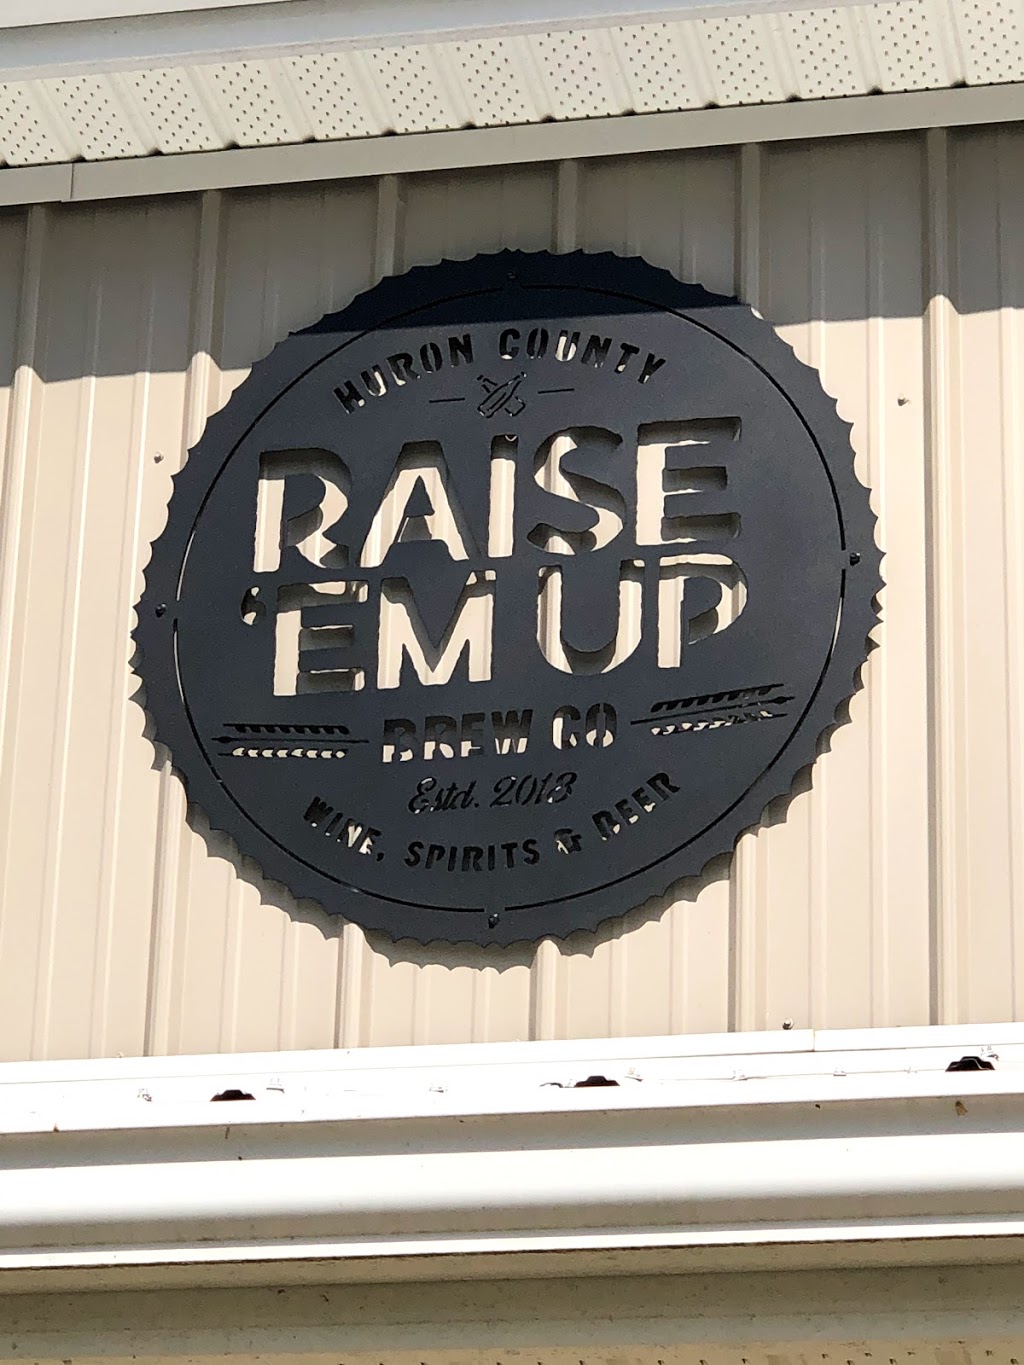 HURON COUNTY
RAISE
'EM UP
BREW CO
Estd. 2013
WINE, SPIRITS & BEER